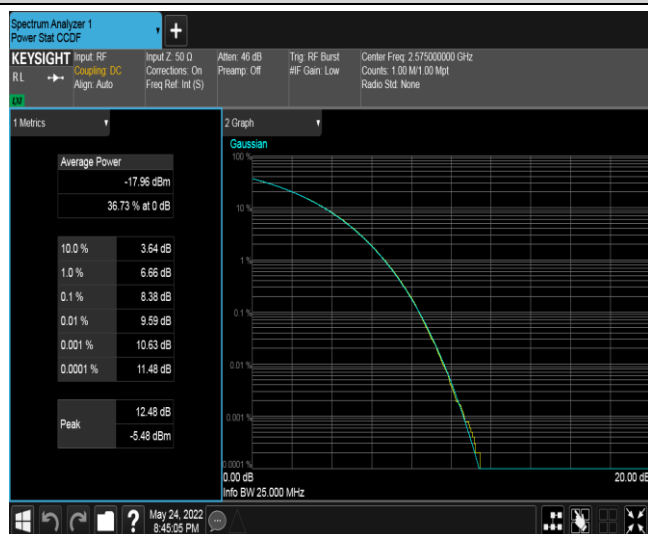 Spectrum Analyzer 1
Power Stat CCDF
+
KEYSIGHT
RL
LXI
Input: RF
Coupling: DC
Align: Auto
Input Z: 50 Ω
Corrections: On
Freq Ref: Int (S)
Atten: 46 dB
Preamp: Off
Trig: RF Burst
#IF Gain: Low
Center Freq: 2.575000000 GHz
Counts: 1.00 M/1.00 Mpt
Radio Std: None
1 Metrics
Average Power
-17.96 dBm
36.73 % at 0 dB
10.0 % 3.64 dB
1.0 % 6.66 dB
0.1 % 8.38 dB
0.01 % 9.59 dB
0.001 % 10.63 dB
0.0001 % 11.48 dB
Peak
12.48 dB
-5.48 dBm
2 Graph
Gaussian
100 %
10 %
1 %
0.1 %
0.01 %
0.001 %
0.0001 %
0.00 dB 20.00 dB
Info BW 25.000 MHz
?
May 24, 2022
8:45:05 PM